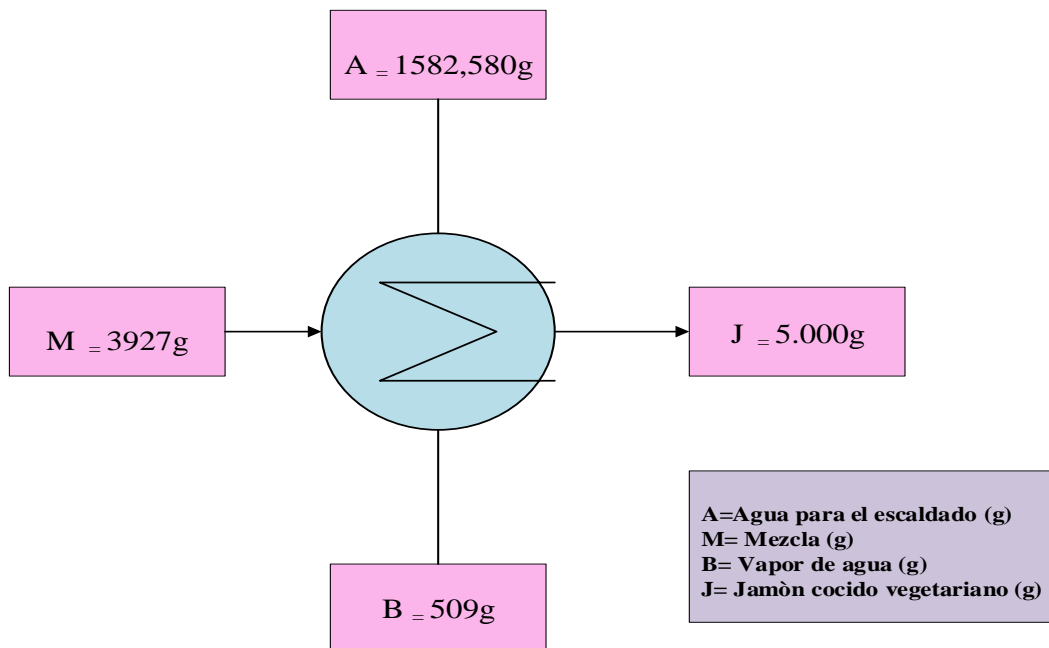 A = 1582,580g
M = 3927g
J = 5.000g
B = 509g
A=Agua para el escaldado (g)
M= Mezcla (g)
B= Vapor de agua (g)
J= Jamòn cocido vegetariano (g)